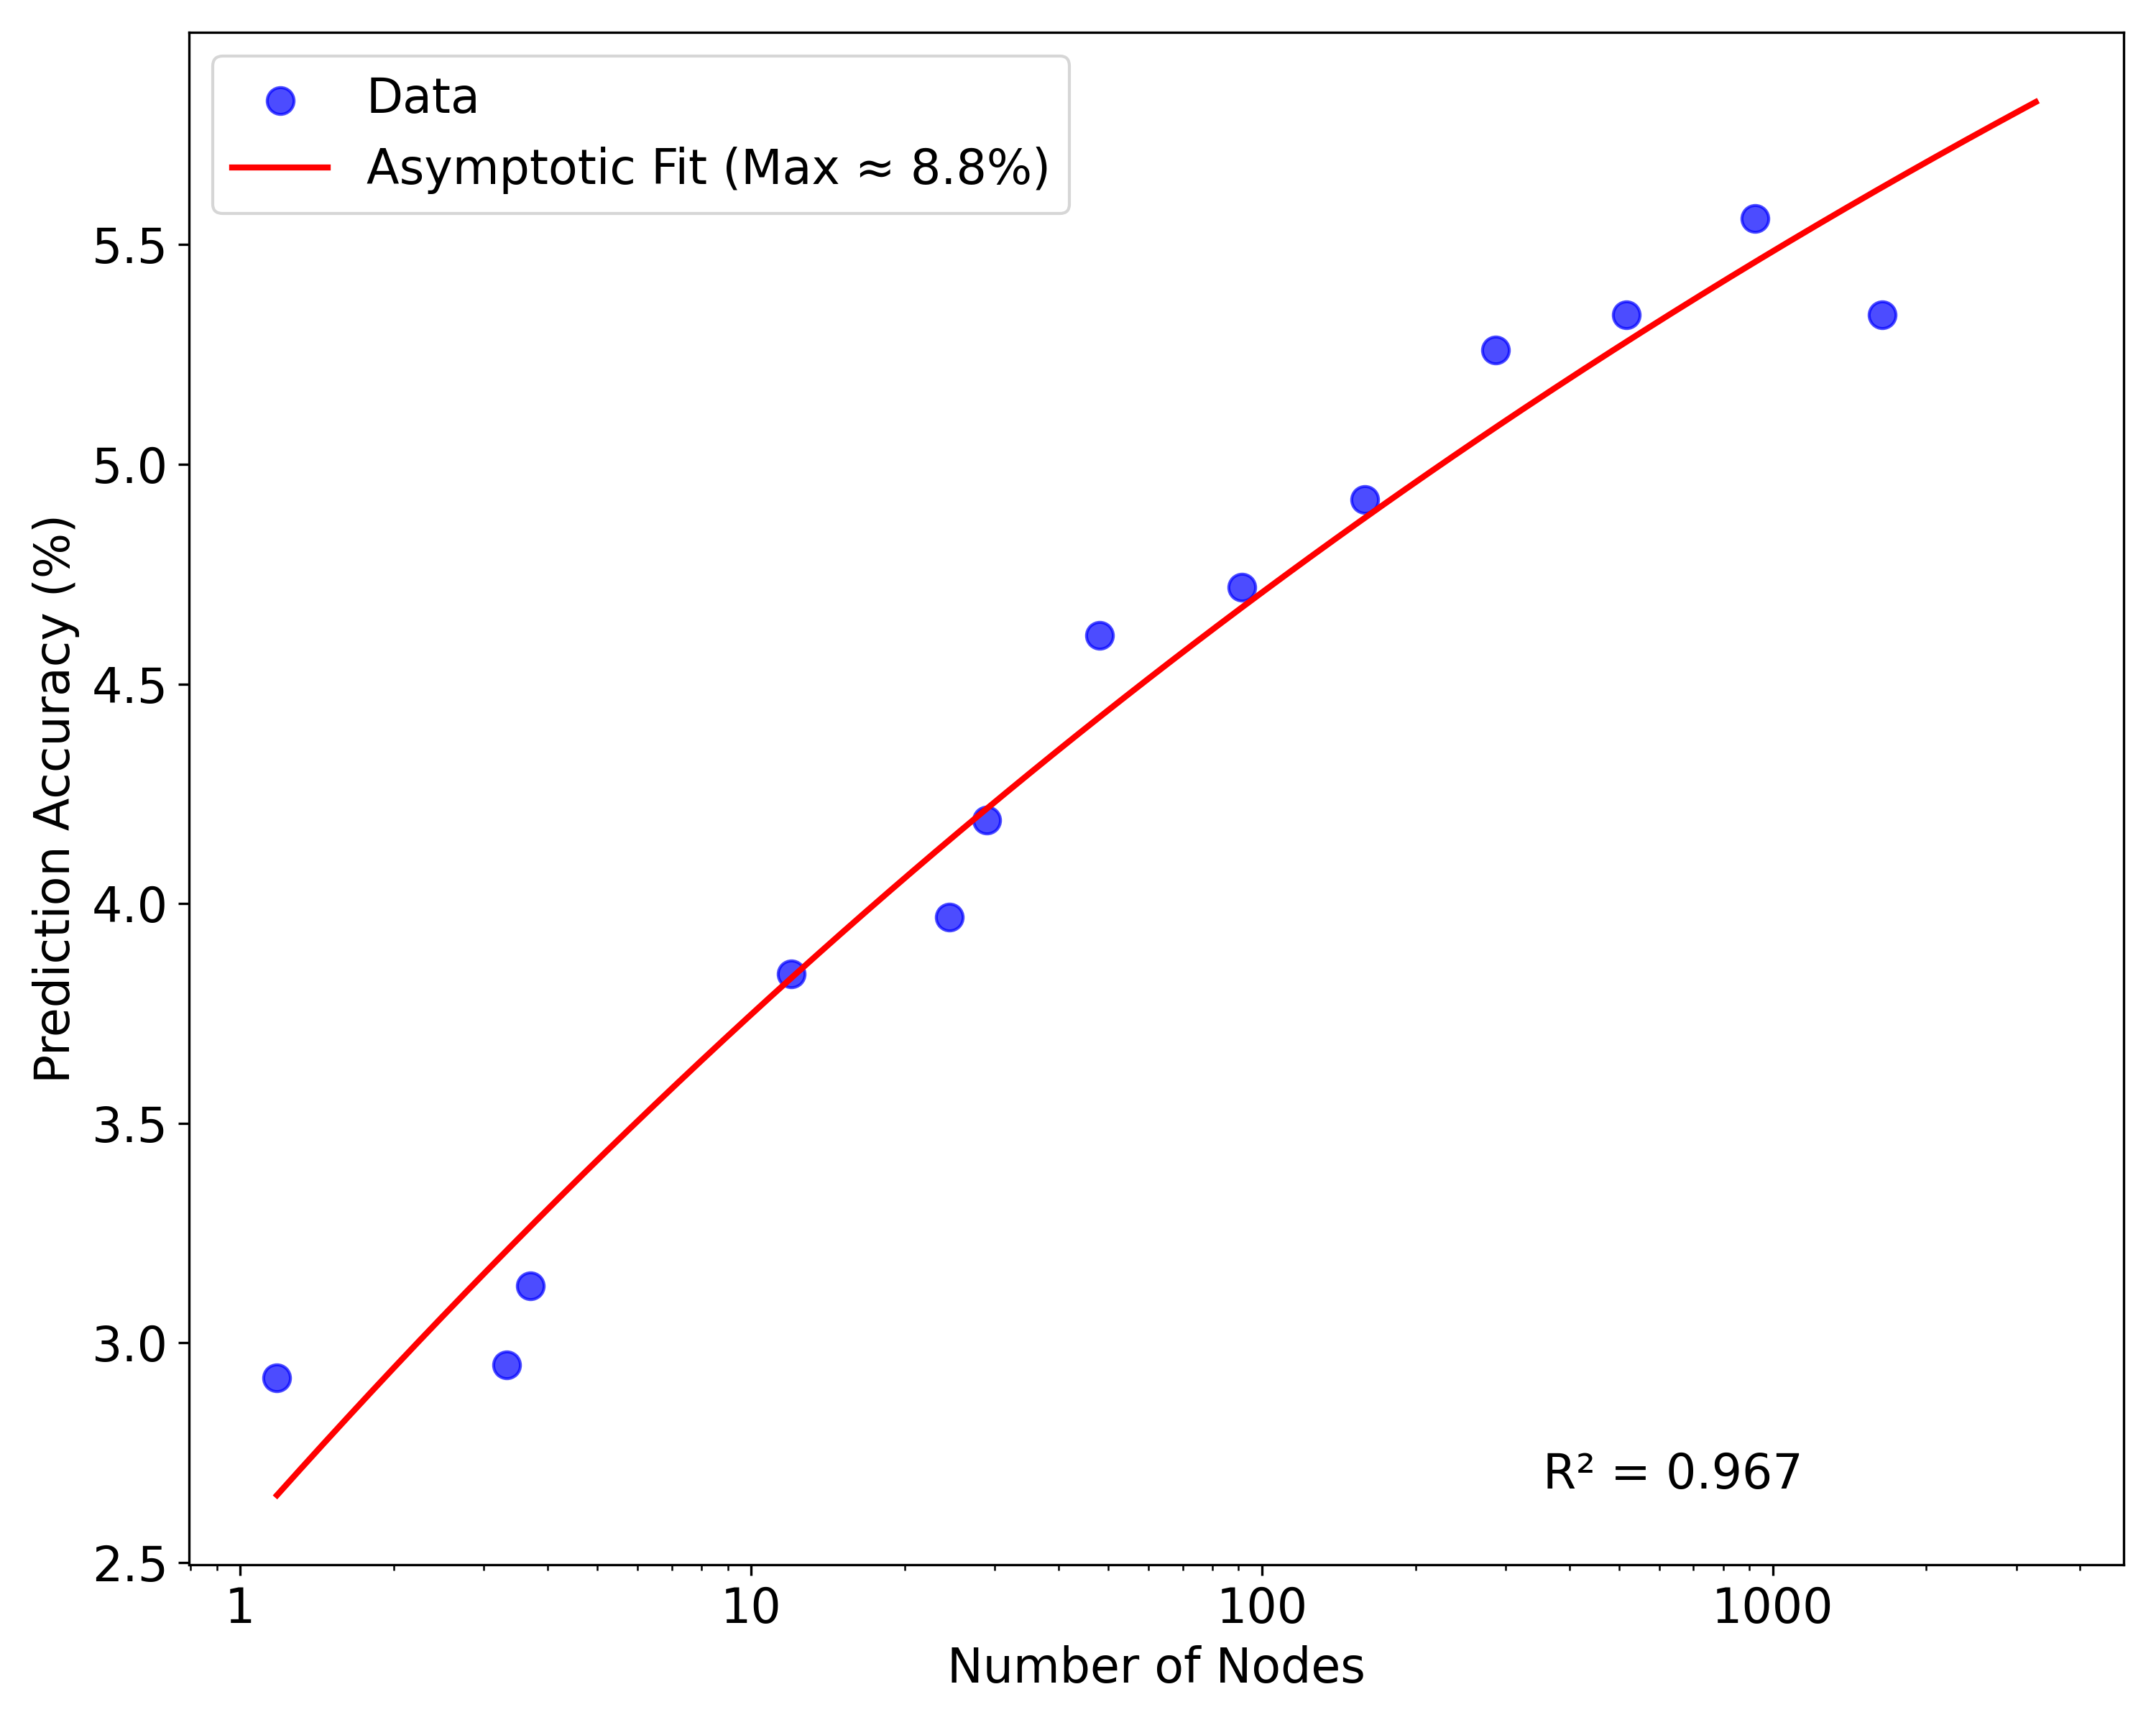 Data
Asymptotic Fit (Max ≈ 8.8%)
5.5
5.0
4.5
4.0
3.5
3.0
2.5
Prediction Accuracy (%)
R² = 0.967
1 10 100 1000
Number of Nodes